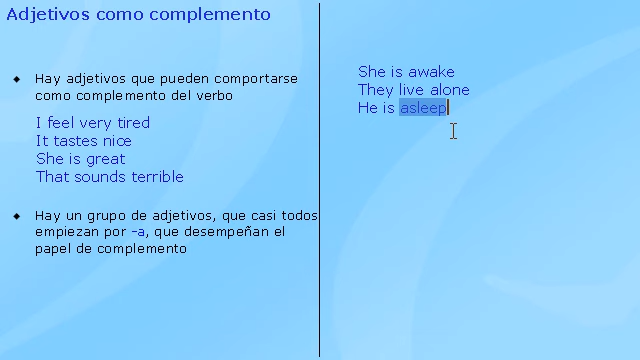 Adjetivos como complemento
Hay adjetivos que pueden comportarse
como complemento del verbo
I feel very tired
It tastes nice
She is great
That sounds terrible
Hay un grupo de adjetivos, que casi todos
empiezan por -a, que desempeñan el
papel de complemento
She is awake
They live alone
He is asleep